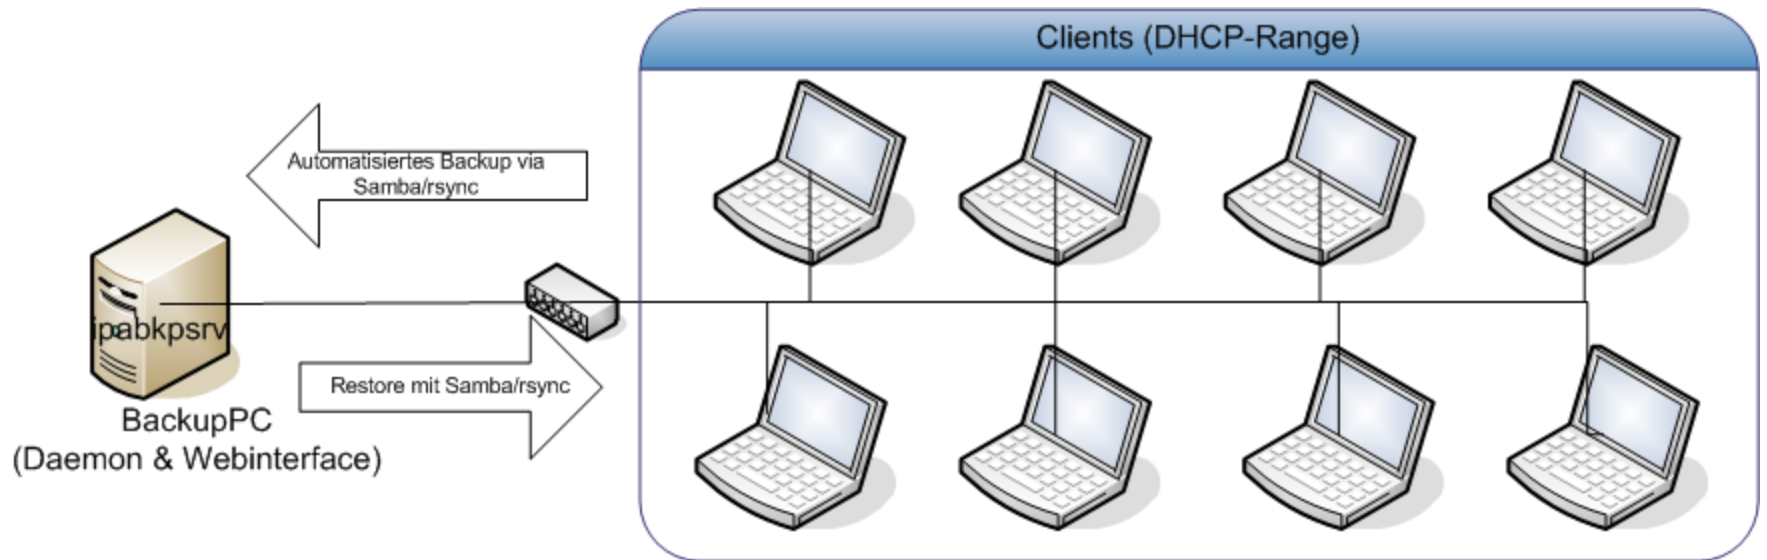 Clients (DHCP-Range)
Automatisiertes Backup via
Samba/rsync
ipabkpsrv
Restore mit Samba/rsync
BackupPC
(Daemon & Webinterface)